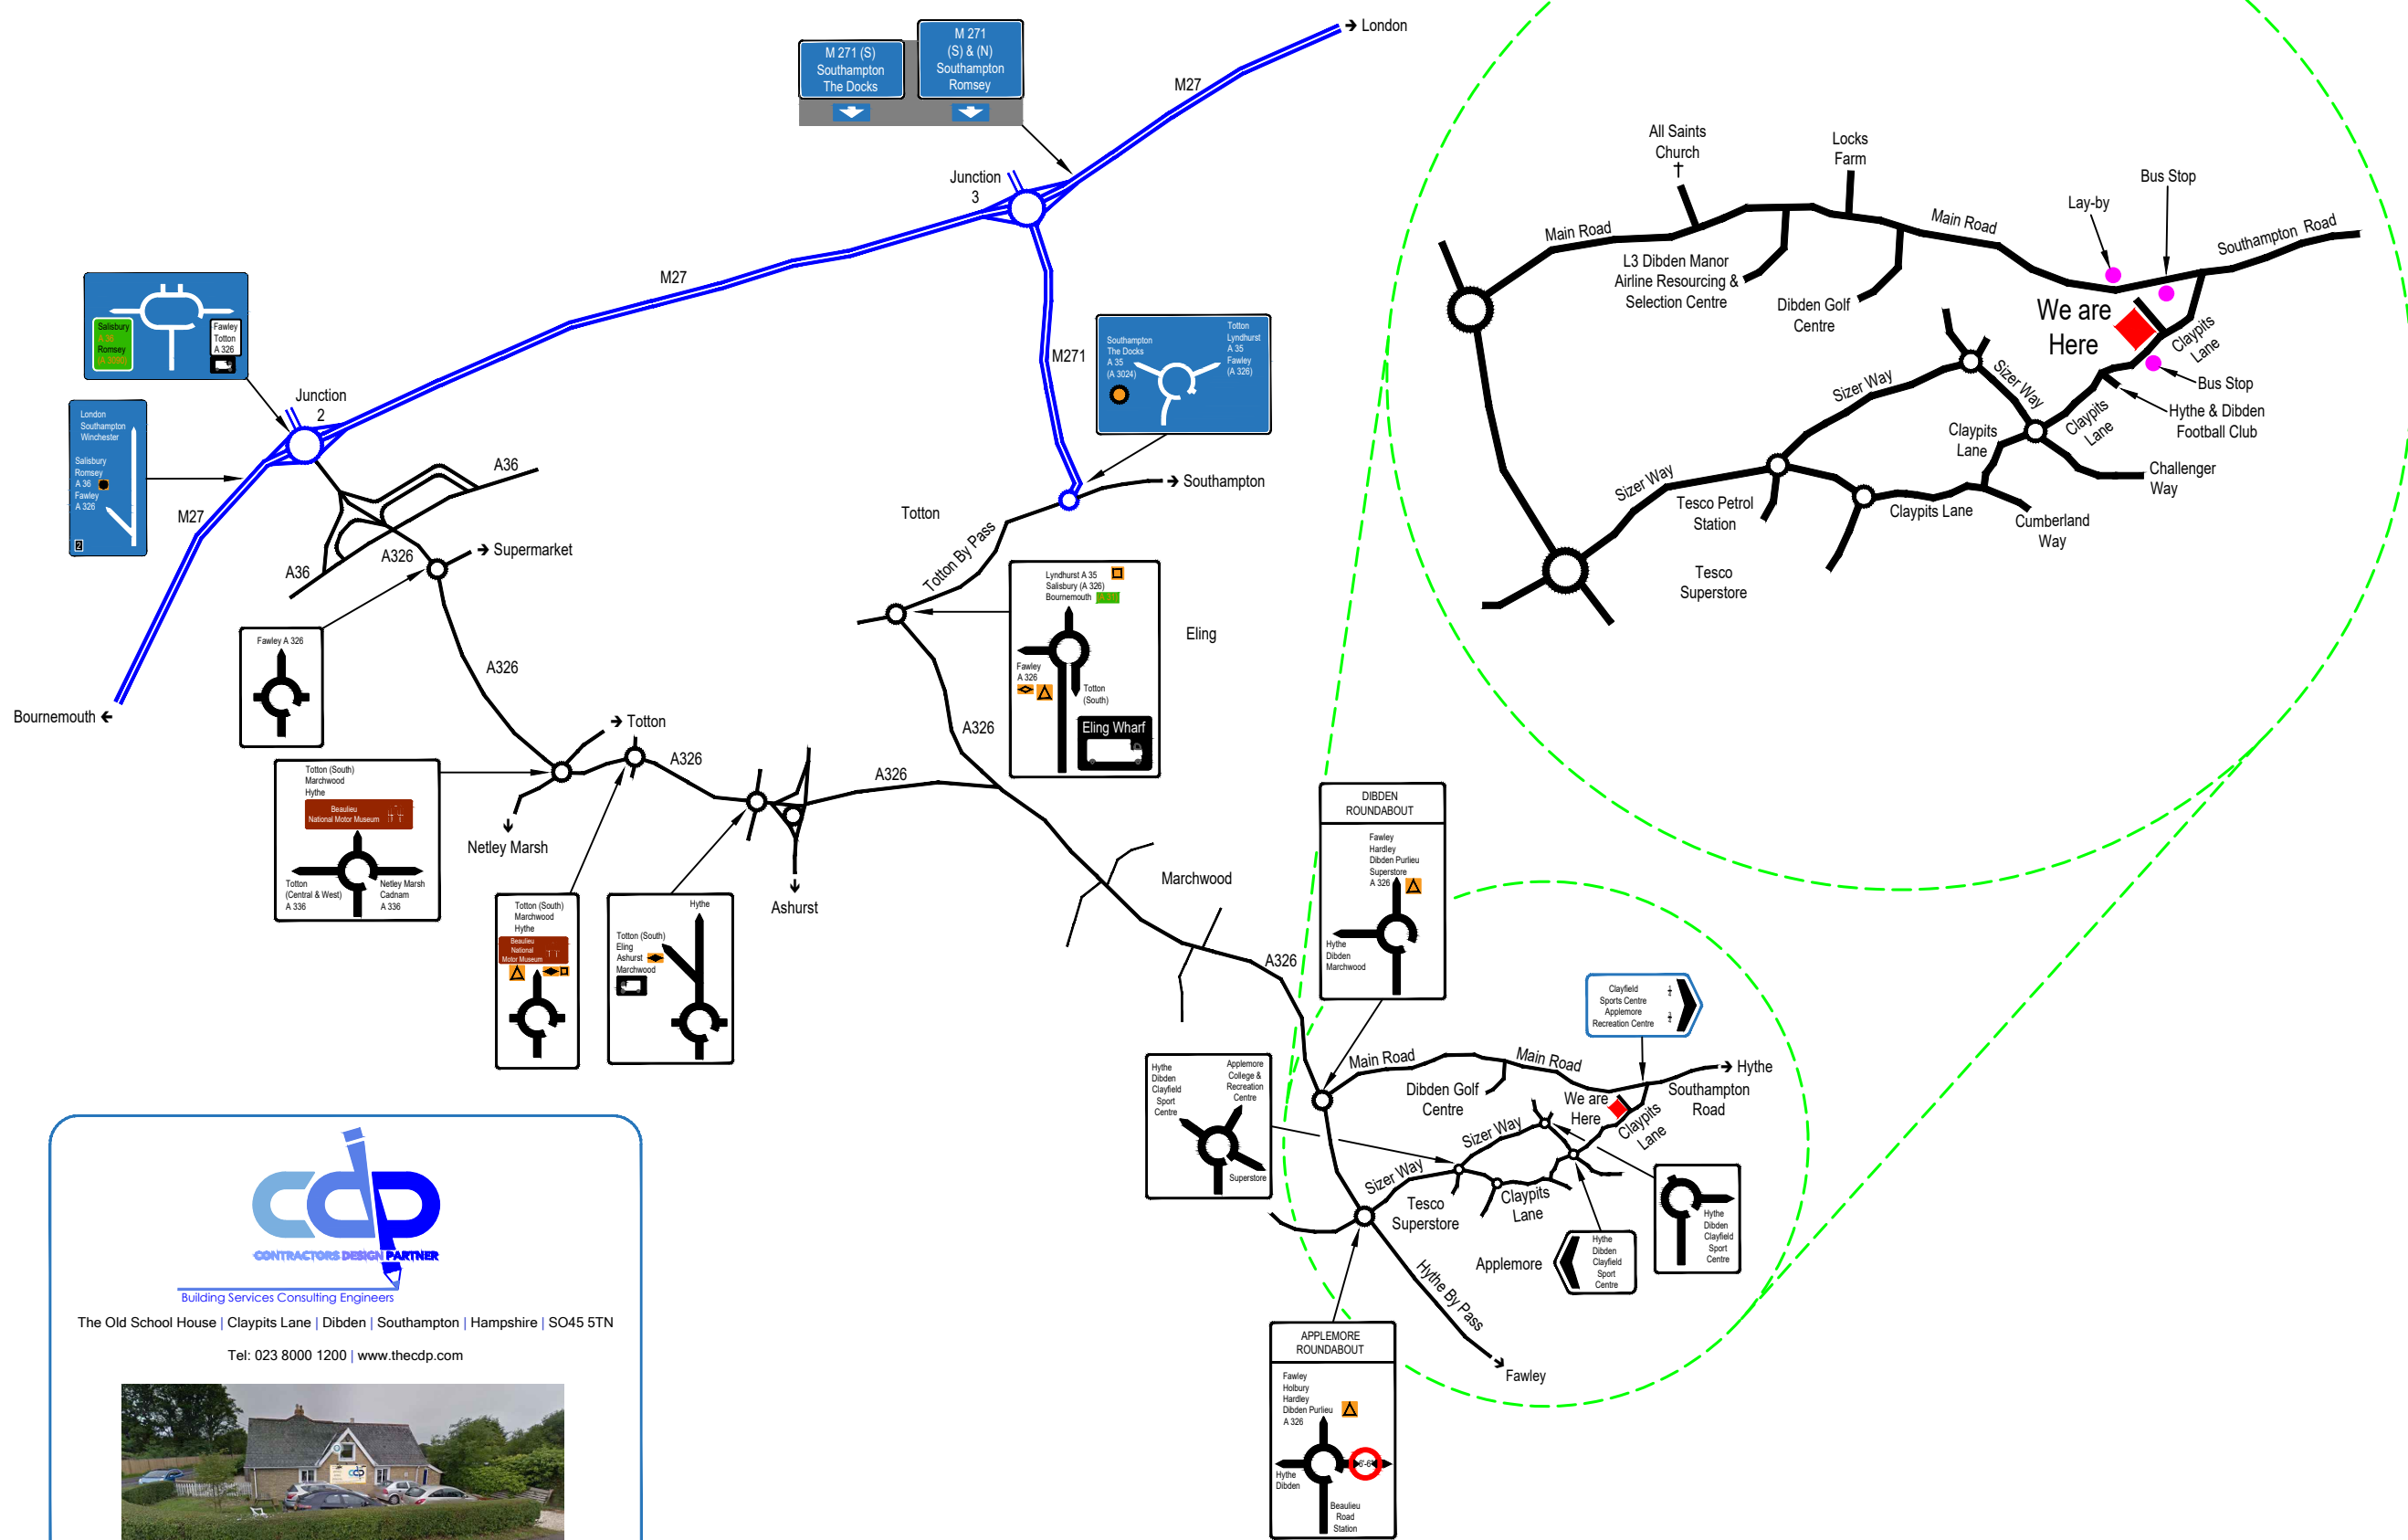 → London
M 271 (S)
Southampton
The Docks
M 271
(S) & (N)
Southampton
Romsey
M27
Junction
3
M27
Salisbury
A 36
Romsey
(A 3090)
Fawley
Totton
A 326
Junction
2
London
Southampton
Winchester
Salisbury
Romsey
A 36
Fawley
A 326
2
M27
Bournemouth ←
A36
A36
A326
→ Supermarket
M271
Southampton
The Docks
A 35
(A 3024)
Totton
Lyndhurst
A 35
Fawley
(A 326)
→ Southampton
Totton
Totton By Pass
Lyndhurst A 35
Salisbury (A 326)
Bournemouth
Fawley
A 326
Totton
(South)
Eling Wharf
Eling
Fawley A 326
A326
→ Totton
A326
A326
A326
Totton (South)
Marchwood
Hythe
Beaulieu
National Motor Museum
Totton
(Central & West)
A 336
Netley Marsh
Cadnam
A 336
Netley Marsh
Totton (South)
Marchwood
Hythe
Beaulieu
National
Motor Museum
Hythe
Totton (South)
Eling
Ashurst
Marchwood
Ashurst
Marchwood
A326
DIBDEN
ROUNDABOUT
Fawley
Hardley
Dibden Purlieu
Superstore
A 326
Hythe
Dibden
Marchwood
Clayfield
Sports Centre
Applemore
Recreation Centre
Main Road
Main Road
→ Hythe
Southampton
Road
Dibden Golf
Centre
We are
Here
Claypits
Lane
Hythe
Dibden
Clayfield
Sport
Centre
Applemore
College &
Recreation
Centre
Superstore
Sizer Way
Sizer Way
Tesco
Superstore
Claypits
Lane
Applemore
Hythe
Dibden
Clayfield
Sport
Centre
Hythe
Dibden
Clayfield
Sport
Centre
Hythe By Pass
Fawley
APPLEMORE
ROUNDABOUT
Fawley
Holbury
Hardley
Dibden Purlieu
A 326
6'-6"
Hythe
Dibden
Beaulieu
Road
Station
All Saints
Church
Locks
Farm
Bus Stop
Lay-by
Main Road
Main Road
Southampton Road
L3 Dibden Manor
Airline Resourcing &
Selection Centre
Dibden Golf
Centre
We are
Here
Claypits
Lane
Bus Stop
Hythe & Dibden
Football Club
Sizer Way
Sizer Way
Claypits
Lane
Claypits
Lane
Challenger
Way
Sizer Way
Tesco Petrol
Station
Claypits Lane
Cumberland
Way
Tesco
Superstore
cdp
CONTRACTORS DESIGN PARTNER
Building Services Consulting Engineers
The Old School House | Claypits Lane | Dibden | Southampton | Hampshire | SO45 5TN
Tel: 023 8000 1200 | www.thecdp.com
cdp